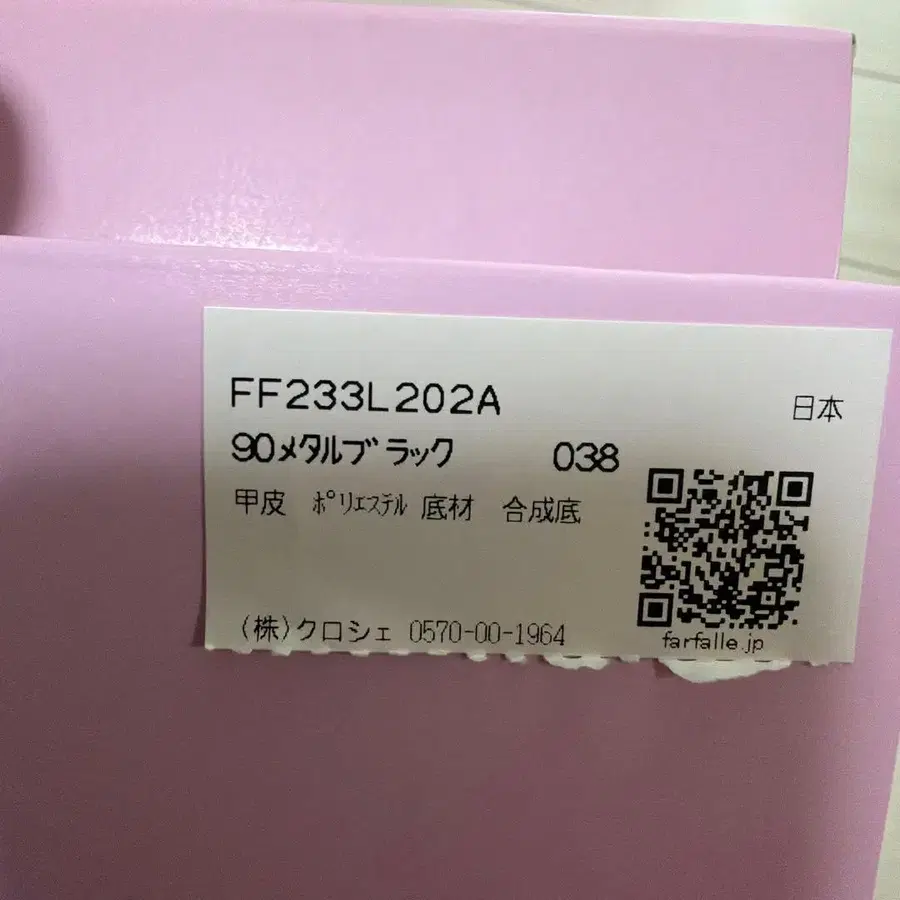 FF233L202A 日本
90メタルブラック 038
甲皮 ポリエステル 底材 合成底
(株)クロシェ 0570-00-1964
farfalle.jp